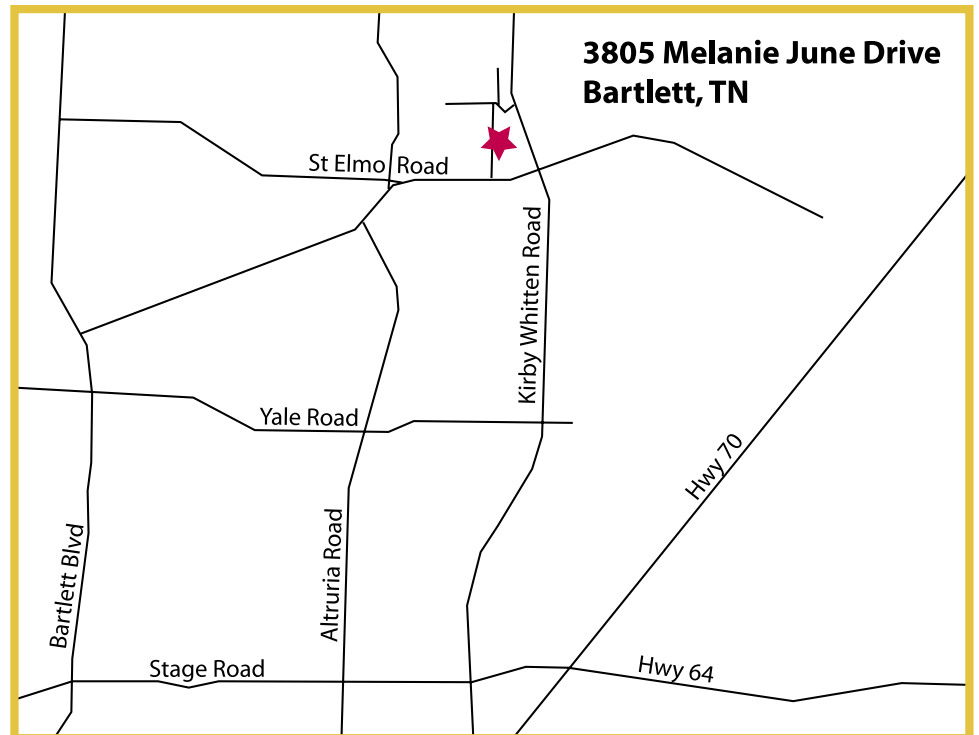 3805 Melanie June Drive
Bartlett, TN
St Elmo Road
Kirby Whitten Road
Yale Road
Hwy 70
Altruria Road
Bartlett Blvd
Stage Road
Hwy 64